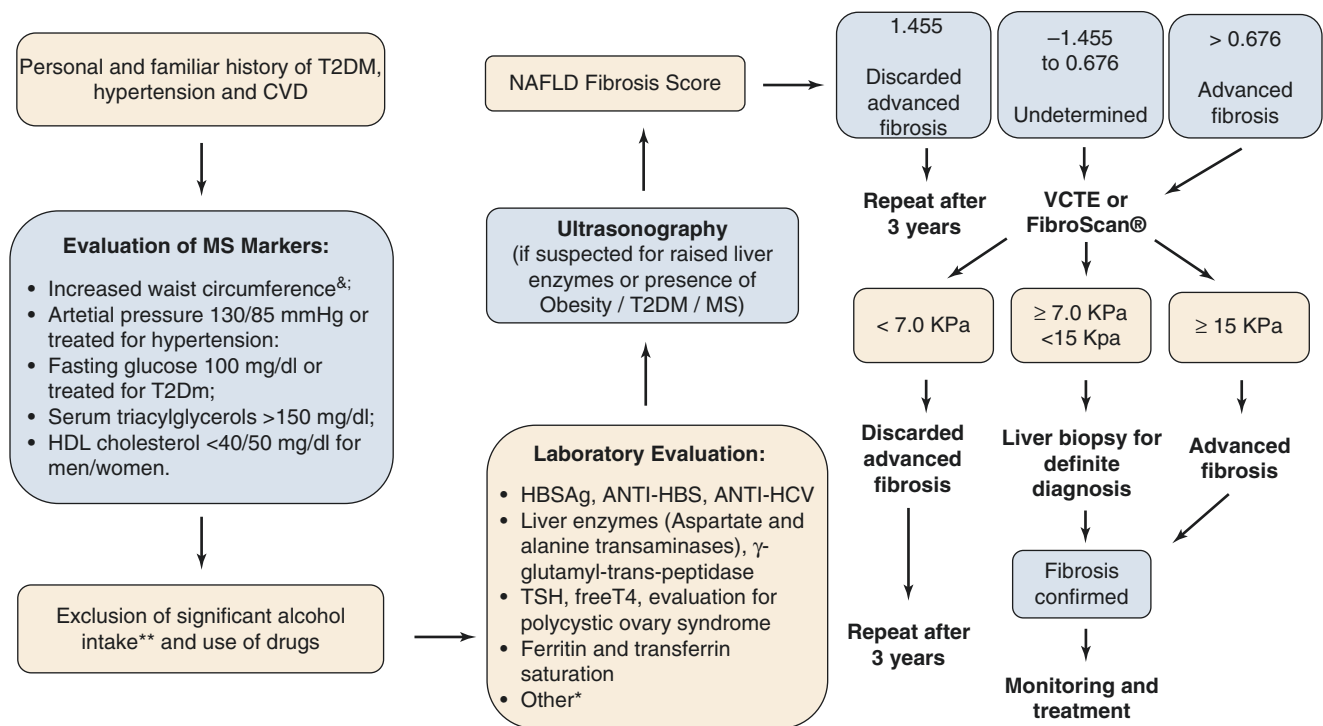 Personal and familiar history of T2DM,
hypertension and CVD
Evaluation of MS Markers:
• Increased waist circumference&;
• Artetial pressure 130/85 mmHg or
treated for hypertension:
• Fasting glucose 100 mg/dl or
treated for T2Dm;
• Serum triacylglycerols >150 mg/dl;
• HDL cholesterol <40/50 mg/dl for
men/women.
Exclusion of significant alcohol
intake** and use of drugs
Laboratory Evaluation:
• HBSAg, ANTI-HBS, ANTI-HCV
• Liver enzymes (Aspartate and
alanine transaminases), γ-
glutamyl-trans-peptidase
• TSH, freeT4, evaluation for
polycystic ovary syndrome
• Ferritin and transferrin
saturation
• Other*
Ultrasonography
(if suspected for raised liver
enzymes or presence of
Obesity / T2DM / MS)
NAFLD Fibrosis Score
1.455
Discarded
advanced
fibrosis
–1.455
to 0.676
Undetermined
> 0.676
Advanced
fibrosis
Repeat after
3 years
VCTE or
FibroScan®
< 7.0 KPa
≥ 7.0 KPa
<15 Kpa
≥ 15 KPa
Discarded
advanced
fibrosis
Liver biopsy for
definite
diagnosis
Advanced
fibrosis
Repeat after
3 years
Fibrosis
confirmed
Monitoring and
treatment